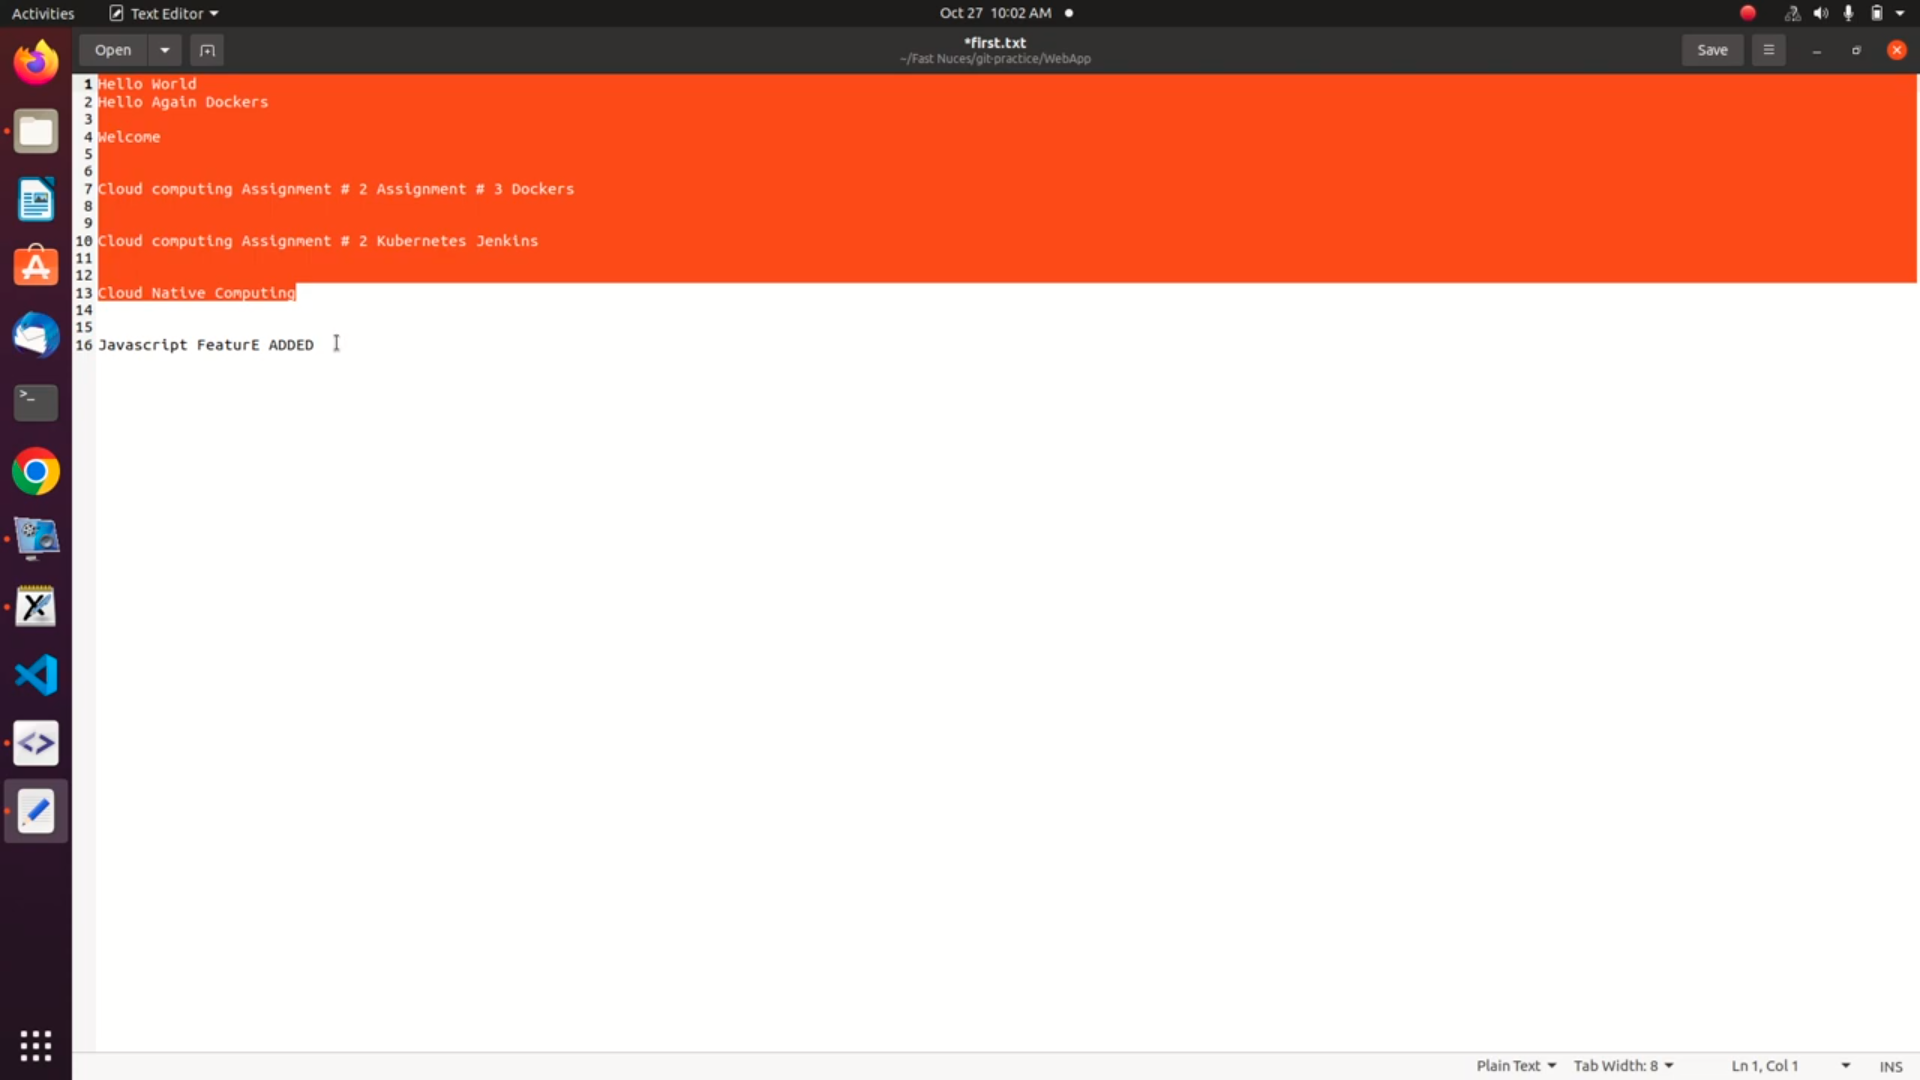 Activities Text Editor Oct 27 10:02 AM
Open *first.txt Save
~/Fast Nuces/git-practice/WebApp
1 Hello World
2 Hello Again Dockers
3
4 Welcome
5
6
7 Cloud computing Assignment # 2 Assignment # 3 Dockers
8
9
10 Cloud computing Assignment # 2 Kubernetes Jenkins
11
12
13 Cloud Native Computing
14
15
16 Javascript FeaturE ADDED
Plain Text Tab Width: 8 Ln 1, Col 1 INS